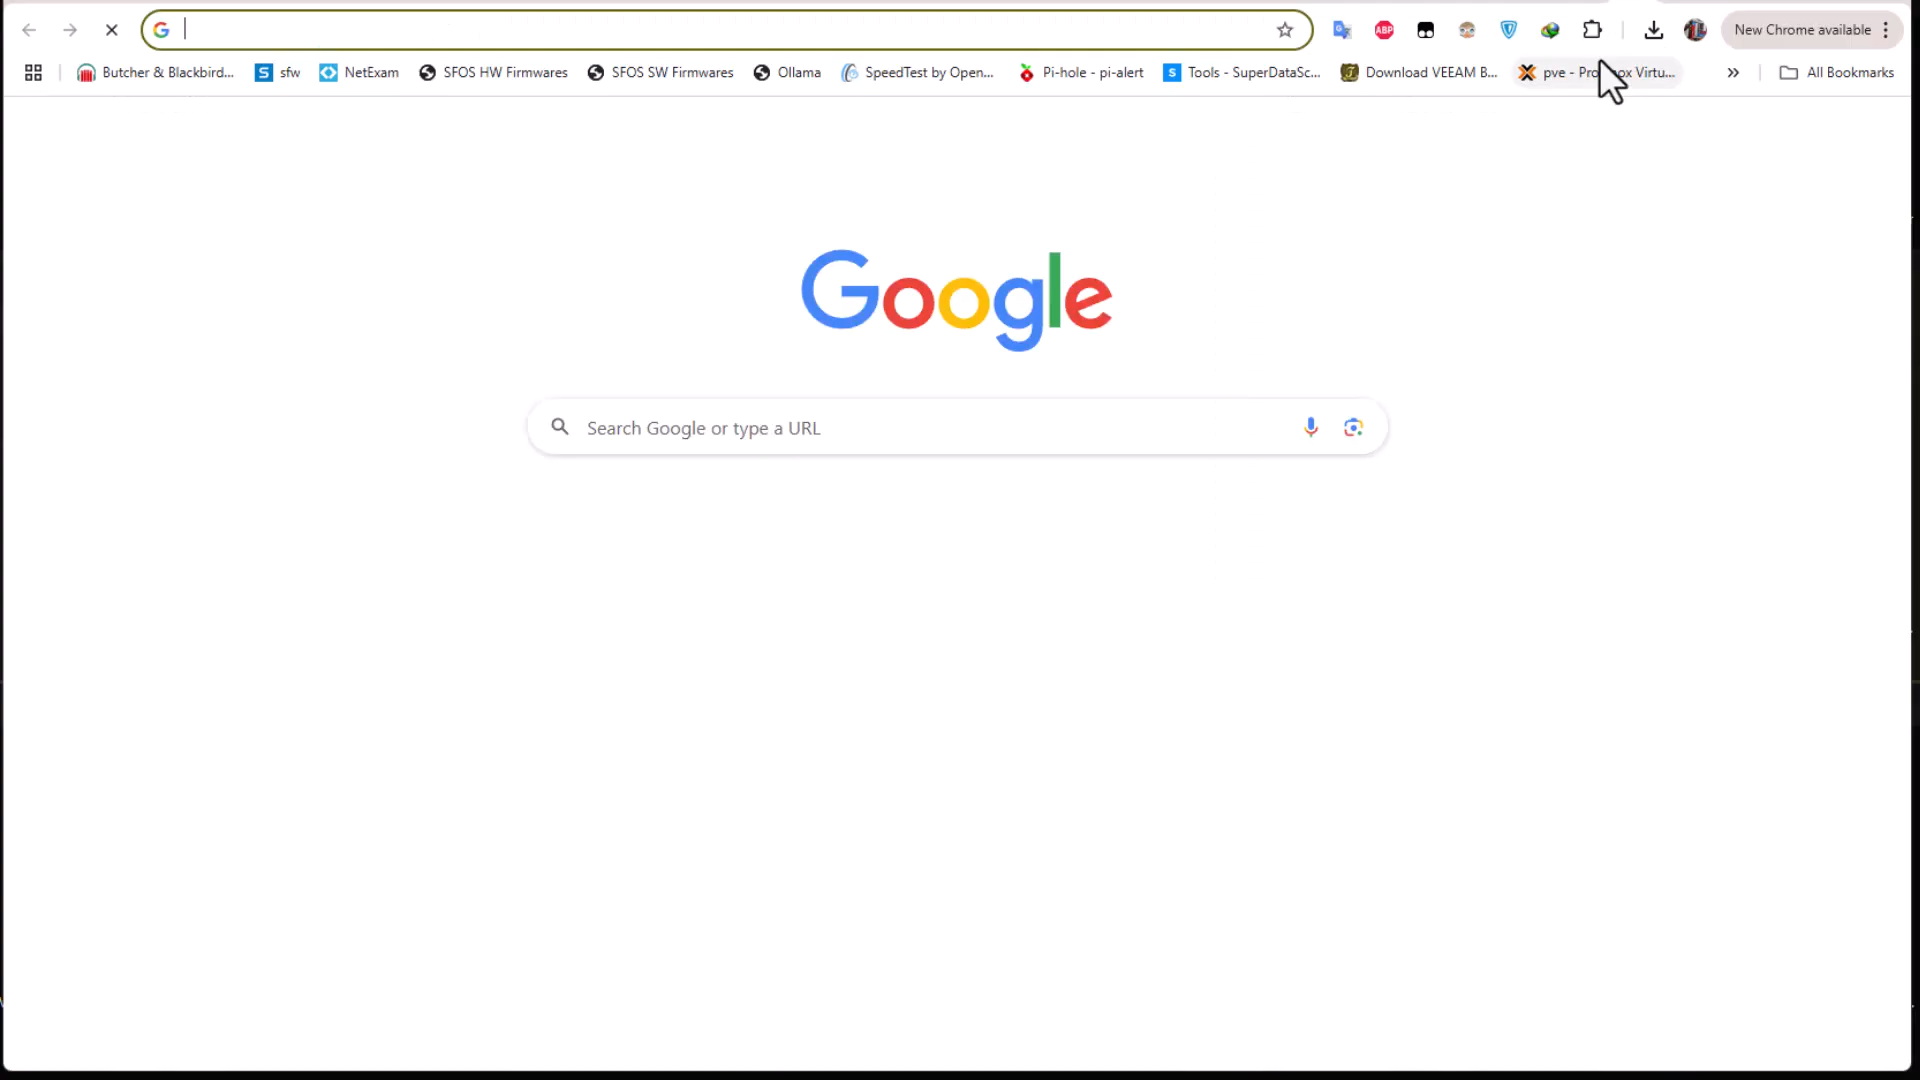 New Chrome available
Butcher & Blackbird... sfw NetExam SFOS HW Firmwares SFOS SW Firmwares Ollama SpeedTest by Open... Pi-hole - pi-alert Tools - SuperDataSc... Download VEEAM B... pve - Virtu... All Bookmarks
Google
Search Google or type a URL